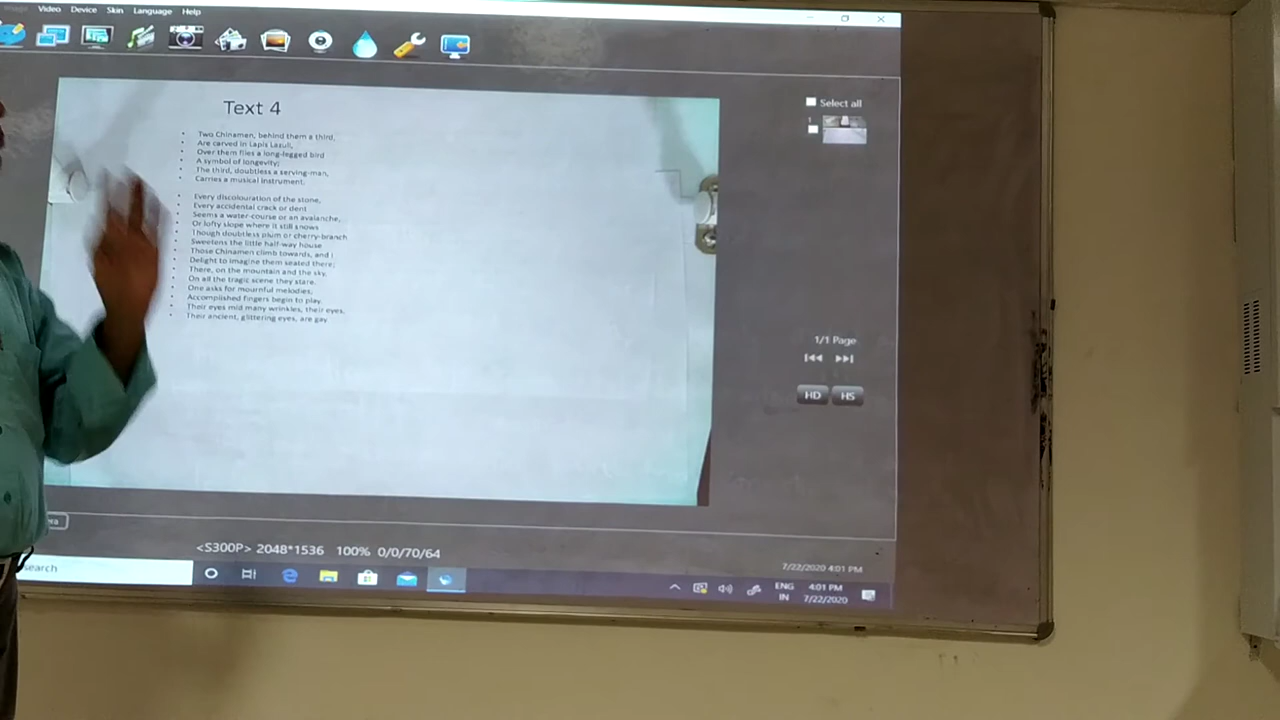 Video Device Skin Language Help
Select all
1
Text 4
• Two Chinamen, behind them a third,
• Are carved in Lapis Lazuli,
• Over them flies a long-legged bird
• A symbol of longevity;
• The third, doubtless a serving-man,
• Carries a musical instrument.
• Every discolouration of the stone,
• Every accidental crack or dent
• Seems a water-course or an avalanche,
• Or lofty slope where it still snows
• Though doubtless plum or cherry-branch
• Sweetens the little half-way house
• Those Chinamen climb towards, and I
• Delight to imagine them seated there;
• There, on the mountain and the sky,
• On all the tragic scene they stare.
• One asks for mournful melodies;
• Accomplished fingers begin to play.
• Their eyes mid many wrinkles, their eyes,
• Their ancient, glittering eyes, are gay
1/1 Page
HD HS
<S300P> 2048*1536 100% 0/0/70/64
7/22/2020 4:01 PM
search
ENG
IN
4:01 PM
7/22/2020